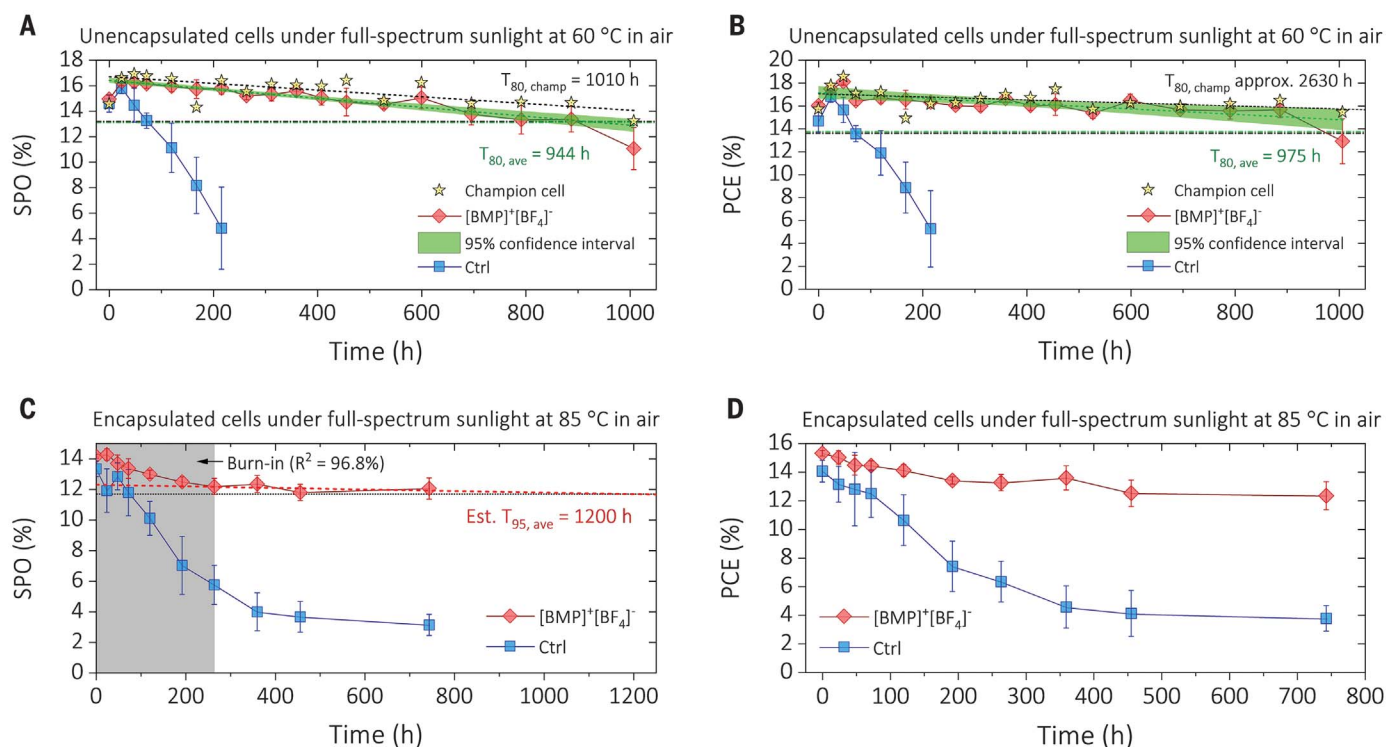 A
Unencapsulated cells under full-spectrum sunlight at 60 °C in air
18
16
14
12
10
8
6
4
2
0
SPO (%)
T80, champ = 1010 h
T80, ave = 944 h
Champion cell
[BMP]+[BF4]-
95% confidence interval
Ctrl
0 200 400 600 800 1000
Time (h)
B
Unencapsulated cells under full-spectrum sunlight at 60 °C in air
20
18
16
14
12
10
8
6
4
2
0
PCE (%)
T80, champ approx. 2630 h
T80, ave = 975 h
Champion cell
[BMP]+[BF4]-
95% confidence interval
Ctrl
0 200 400 600 800 1000
Time (h)
C
Encapsulated cells under full-spectrum sunlight at 85 °C in air
14
12
10
8
6
4
2
0
SPO (%)
Burn-in (R2 = 96.8%)
Est. T95, ave = 1200 h
[BMP]+[BF4]-
Ctrl
0 200 400 600 800 1000 1200
Time (h)
D
Encapsulated cells under full-spectrum sunlight at 85 °C in air
16
14
12
10
8
6
4
2
0
PCE (%)
[BMP]+[BF4]-
Ctrl
0 100 200 300 400 500 600 700 800
Time (h)